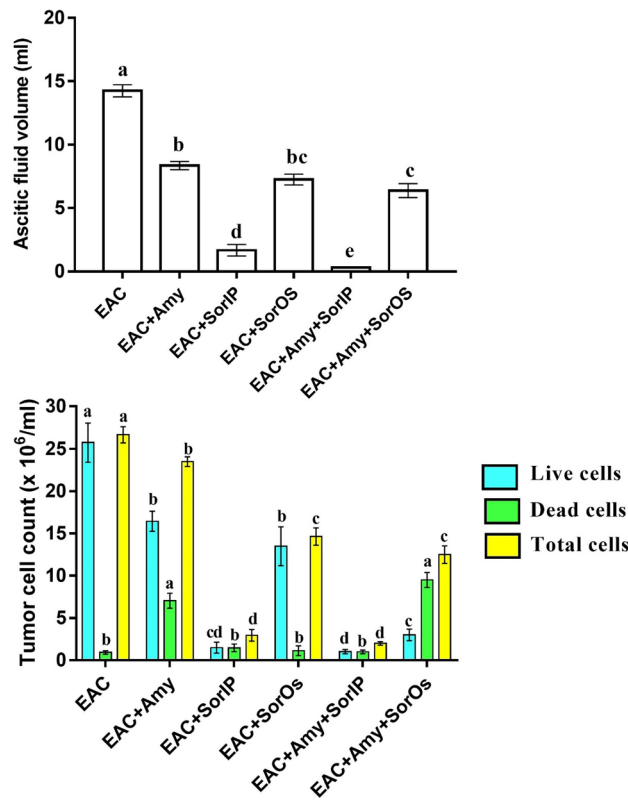 Ascitic fluid volume (ml)
20
15
10
5
0
a
b
d
bc
e
c
EAC
EAC+Amy
EAC+SorIP
EAC+SorOS
EAC+Amy+SorIP
EAC+Amy+SorOS
Tumor cell count (x 10⁶/ml)
30
25
20
15
10
5
0
a
b
a
b
a
b
cd
b
d
b
b
c
d
b
d
c
a
c
EAC
EAC+Amy
EAC+SorIP
EAC+SorOs
EAC+Amy+SorIP
EAC+Amy+SorOs
Live cells
Dead cells
Total cells